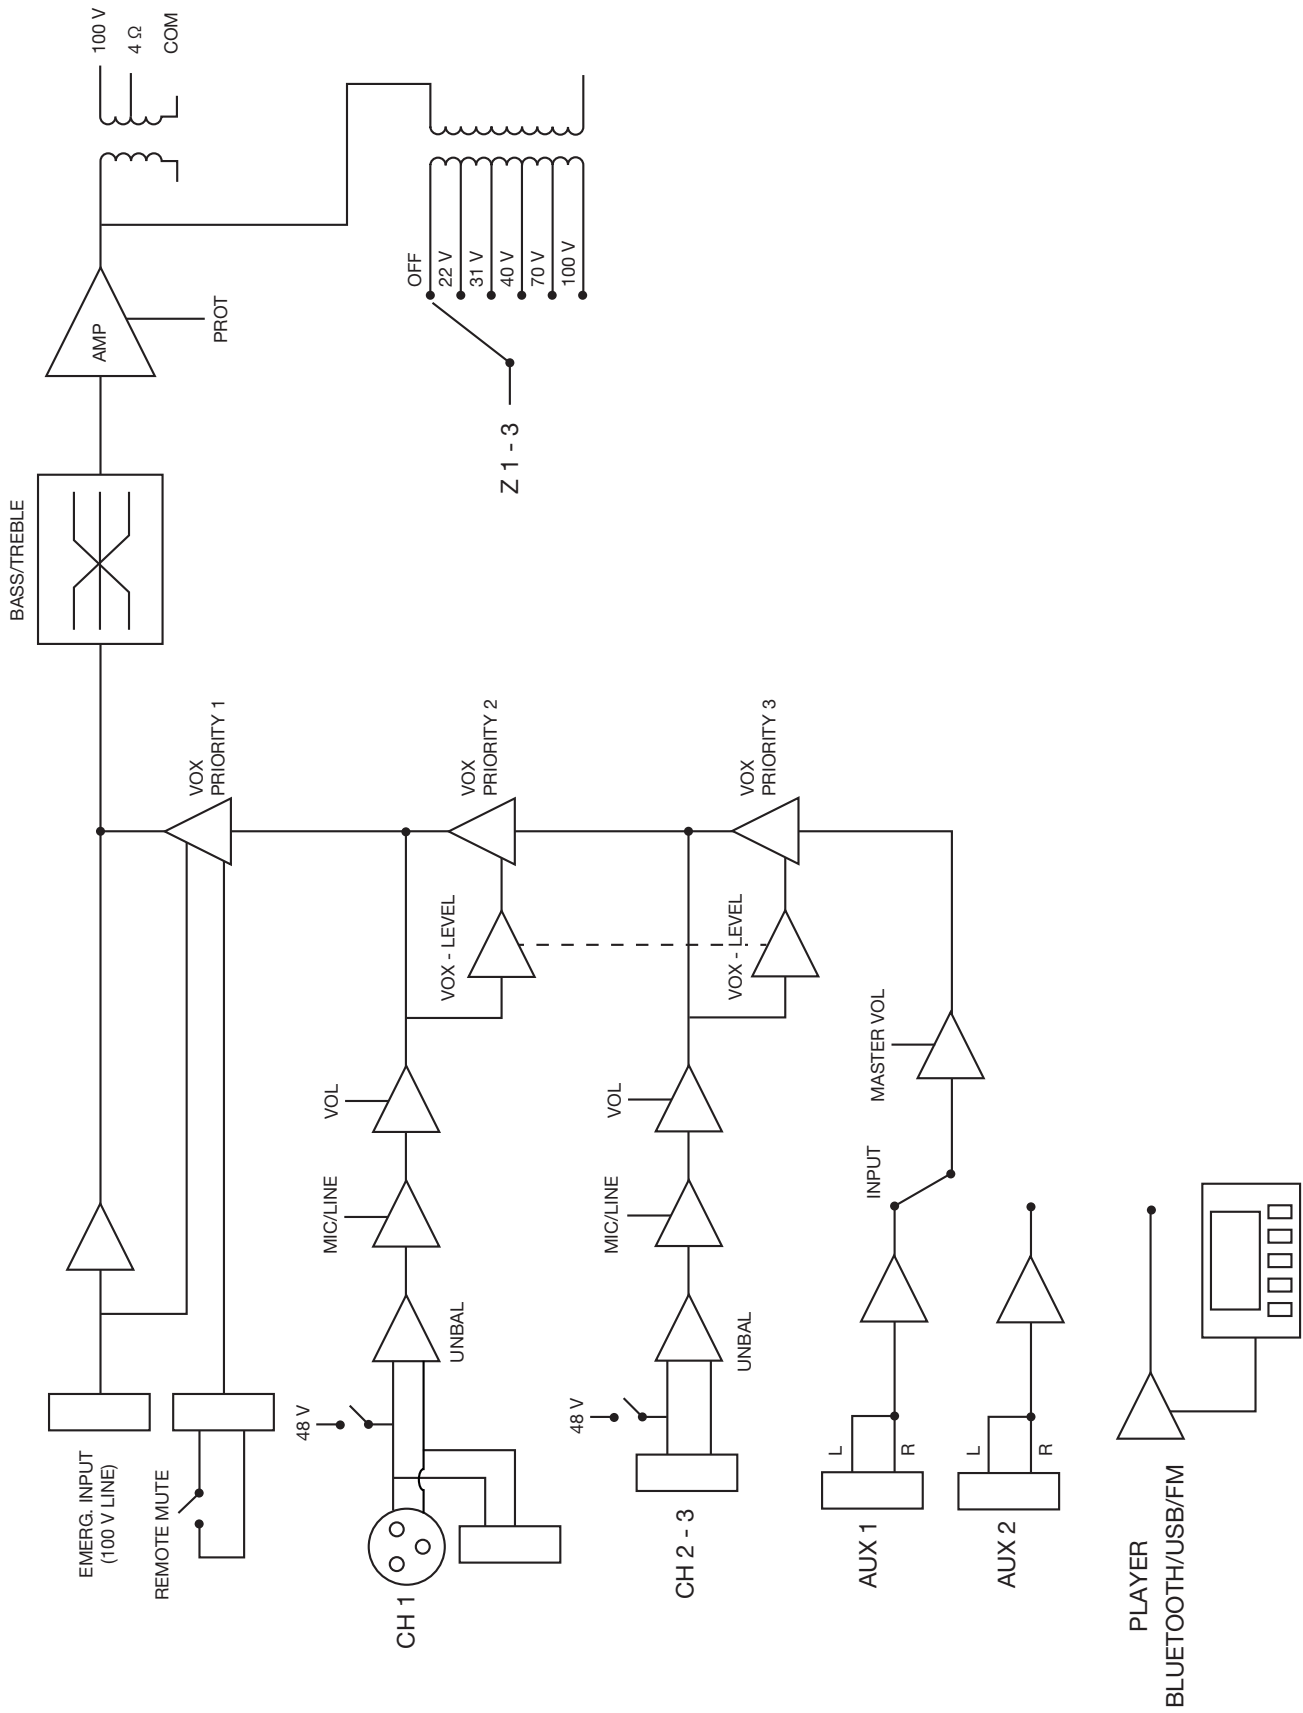 EMERG. INPUT
(100 V LINE)
REMOTE MUTE
BASS/TREBLE
AMP
PROT
100 V
4 Ω
COM
VOX
PRIORITY 1
CH 1
48 V
UNBAL
MIC/LINE
VOL
VOX - LEVEL
VOX
PRIORITY 2
Z 1 - 3
OFF
22 V
31 V
40 V
70 V
100 V
CH 2 - 3
48 V
UNBAL
MIC/LINE
VOL
VOX - LEVEL
VOX
PRIORITY 3
AUX 1
L
R
INPUT
MASTER VOL
AUX 2
L
R
PLAYER
BLUETOOTH/USB/FM